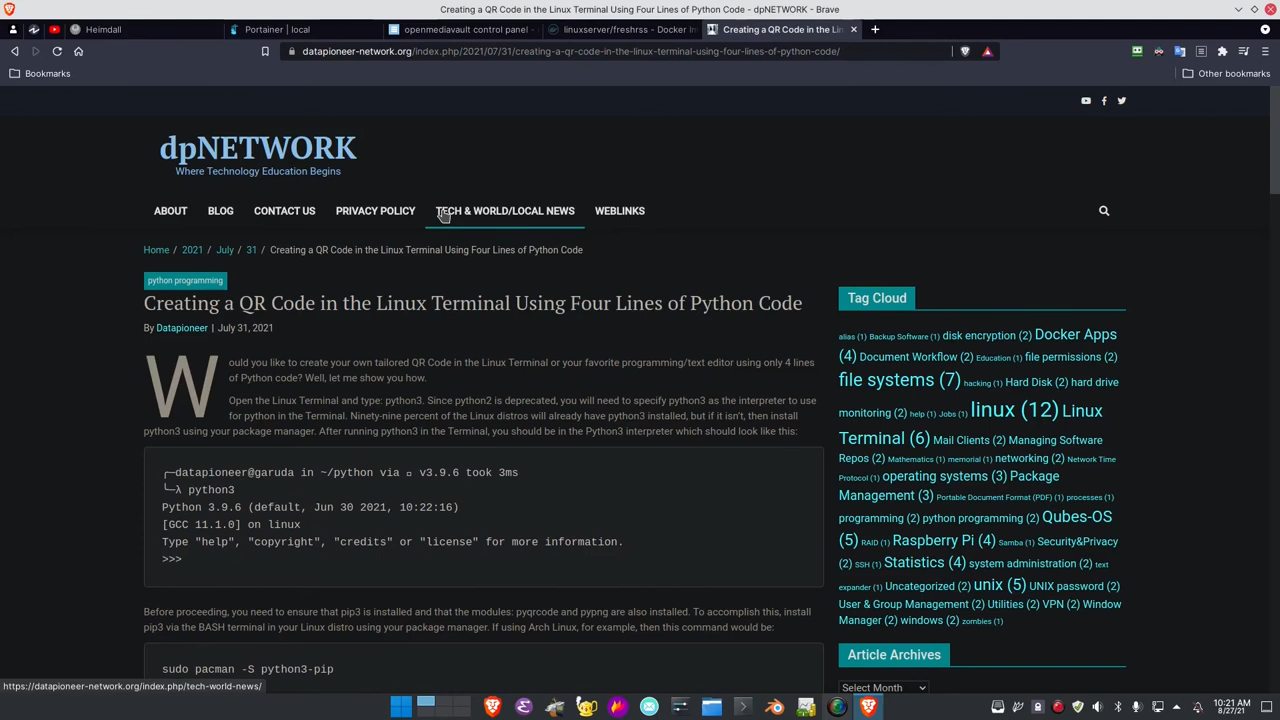 Creating a QR Code in the Linux Terminal Using Four Lines of Python Code - dpNETWORK - Brave
Heimdall
Portainer | local
openmediavault control panel -
linuxserver/freshrss - Docker Im
Creating a QR Code in the Lin
datapioneer-network.org/index.php/2021/07/31/creating-a-qr-code-in-the-linux-terminal-using-four-lines-of-python-code/
Bookmarks
Other bookmarks
dpNETWORK
Where Technology Education Begins
ABOUT
BLOG
CONTACT US
PRIVACY POLICY
TECH & WORLD/LOCAL NEWS
WEBLINKS
Home / 2021 / July / 31 / Creating a QR Code in the Linux Terminal Using Four Lines of Python Code
python programming
Creating a QR Code in the Linux Terminal Using Four Lines of Python Code
By Datapioneer | July 31, 2021
Would you like to create your own tailored QR Code in the Linux Terminal or your favorite programming/text editor using only 4 lines
of Python code? Well, let me show you how.
Open the Linux Terminal and type: python3. Since python2 is deprecated, you will need to specify python3 as the interpreter to use
for python in the Terminal. Ninety-nine percent of the Linux distros will already have python3 installed, but if it isn't, then install
python3 using your package manager. After running python3 in the Terminal, you should be in the Python3 interpreter which should look like this:
╭─datapioneer@garuda in ~/python via v3.9.6 took 3ms
╰─λ python3
Python 3.9.6 (default, Jun 30 2021, 10:22:16)
[GCC 11.1.0] on linux
Type "help", "copyright", "credits" or "license" for more information.
>>>
Before proceeding, you need to ensure that pip3 is installed and that the modules: pyqrcode and pypng are also installed. To accomplish this, install
pip3 via the BASH terminal in your Linux distro using your package manager. If using Arch Linux, for example, then this command would be:
sudo pacman -S python3-pip
Tag Cloud
alias (1) Backup Software (1) disk encryption (2) Docker Apps
(4) Document Workflow (2) Education (1) file permissions (2)
file systems (7) hacking (1) Hard Disk (2) hard drive
monitoring (2) help (1) Jobs (1) linux (12) Linux
Terminal (6) Mail Clients (2) Managing Software
Repos (2) Mathematics (1) memorial (1) networking (2) Network Time
Protocol (1) operating systems (3) Package
Management (3) Portable Document Format (PDF) (1) processes (1)
programming (2) python programming (2) Qubes-OS
(5) RAID (1) Raspberry Pi (4) Samba (1) Security&Privacy
(2) SSH (1) Statistics (4) system administration (2) text
expander (1) Uncategorized (2) unix (5) UNIX password (2)
User & Group Management (2) Utilities (2) VPN (2) Window
Manager (2) windows (2) zombies (1)
Article Archives
Select Month
https://datapioneer-network.org/index.php/tech-world-news/
10:21 AM
8/27/21